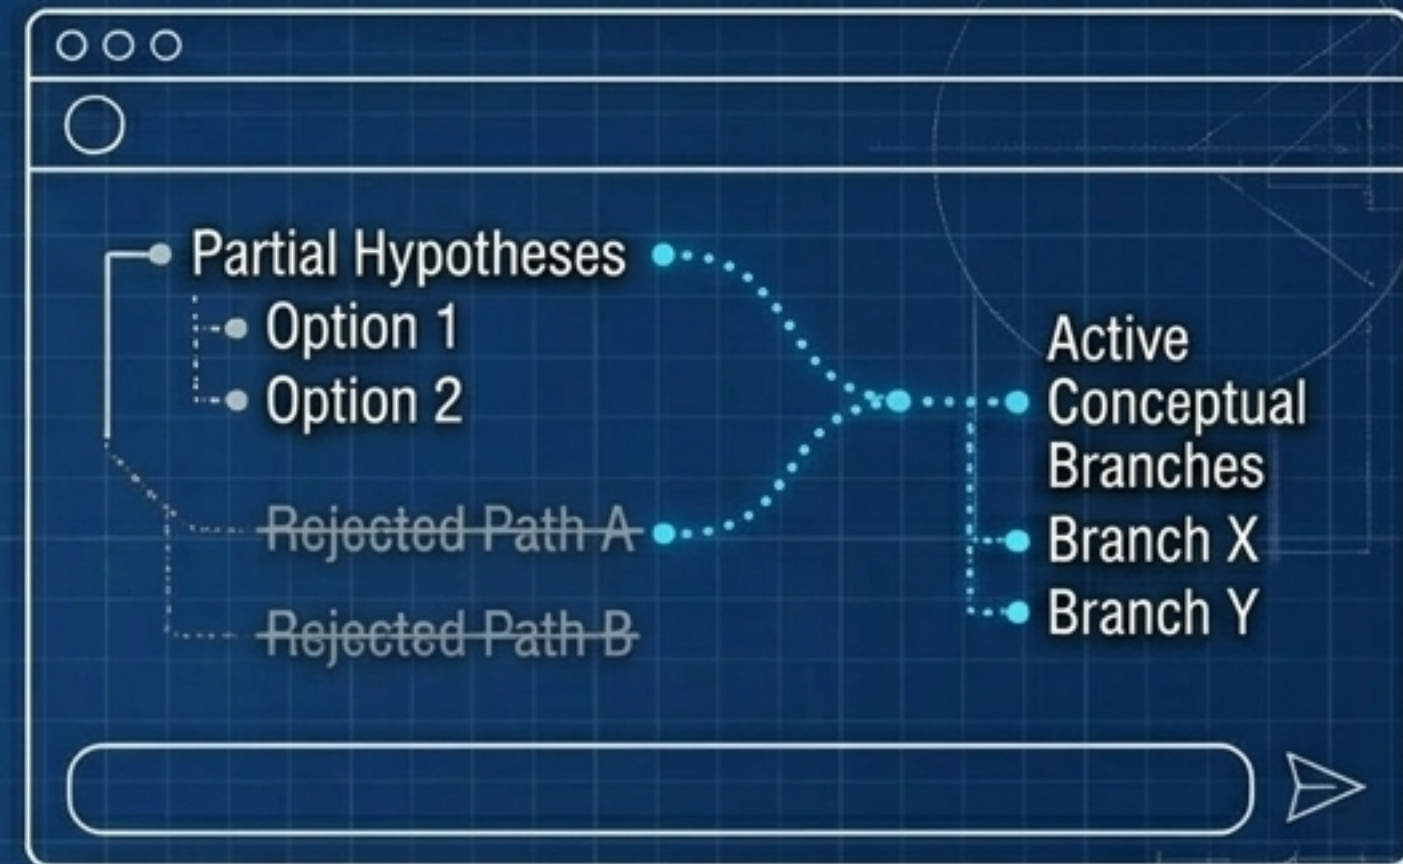 Partial Hypotheses
Option 1
Option 2
Rejected Path A
Rejected Path B
Active
Conceptual
Branches
Branch X
Branch Y